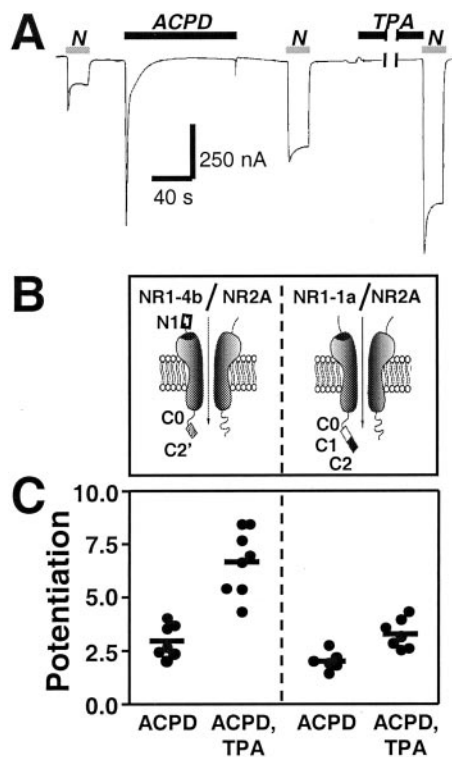 A
ACPD
TPA
N
N
N
250 nA
40 s
B
NR1-4b / NR2A
NR1-1a / NR2A
N1
C0
C2'
C0
C1
C2
C
Potentiation
10.0
7.5
5.0
2.5
0.0
ACPD
ACPD,
TPA
ACPD
ACPD,
TPA